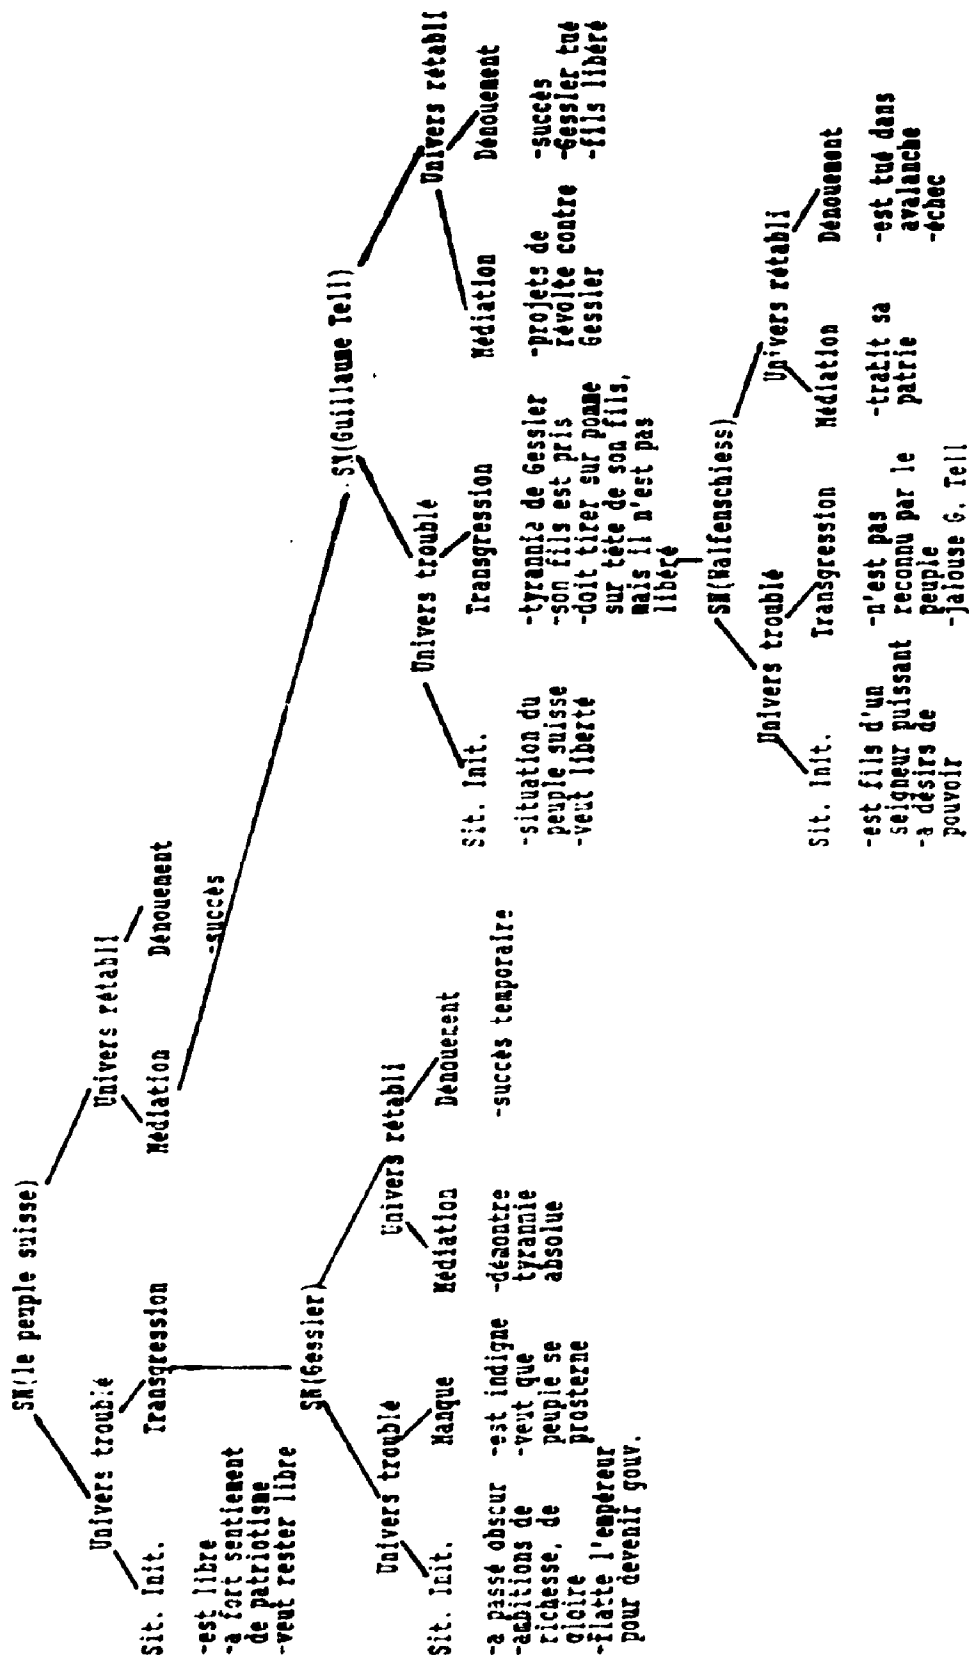 SN(le peuple suisse)
Univers troublé
Univers rétabli
Sit. Init.
Transgression
Médiation
Dénouement
-est libre
-a fort sentiement
de patriotisme
-veut rester libre
-succès
SN(Gessler)
Univers troublé
Univers rétabli
Sit. Init.
Manque
Médiation
Dénouement
-a passé obscur
-ambitions de
richesse, de
gloire
-flatte l'empéreur
pour devenir gouv.
-est indigne
-veut que
peuple se
prosterne
-démontre
tyrannie
absolue
-succès temporaire
SN(Guillaume Tell)
Univers troublé
Univers rétabli
Sit. Init.
Transgression
Médiation
Dénouement
-situation du
peuple suisse
-veut liberté
-tyrannia de Gessler
-son fils est pris
-doit tirer sur pomme
sur tête de son fils,
mais il n'est pas
libéré
-projets de
révolte contre
Gessler
-succès
-Gessler tué
-fils libéré
SN(Walfenschiess)
Univers troublé
Univers rétabli
Sit. Init.
Transgression
Médiation
Dénouement
-est fils d'un
seigneur puissant
-a désirs de
pouvoir
-n'est pas
reconnu par le
peuple
-jalouse G. Tell
-trahit sa
patrie
-est tué dans
avalanche
-échec